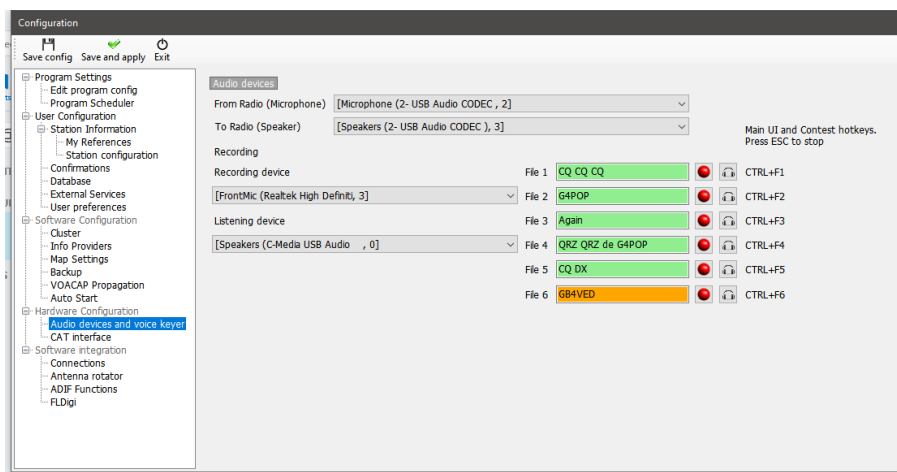 Configuration
Save config Save and apply Exit
Program Settings
Edit program config
Program Scheduler
User Configuration
Station Information
My References
Station configuration
Confirmations
Database
External Services
User preferences
Software Configuration
Cluster
Info Providers
Map Settings
Backup
VOACAP Propagation
Auto Start
Hardware Configuration
Audio devices and voice keyer
CAT interface
Software integration
Connections
Antenna rotator
ADIF Functions
FLDigi
Audio devices
From Radio (Microphone) [Microphone (2- USB Audio CODEC , 2]
To Radio (Speaker) [Speakers (2- USB Audio CODEC ), 3]
Main UI and Contest hotkeys.
Press ESC to stop
Recording
Recording device
[FrontMic (Realtek High Definiti, 3]
Listening device
[Speakers (C-Media USB Audio , 0]
File 1 CQ CQ CQ CTRL+F1
File 2 G4POP CTRL+F2
File 3 Again CTRL+F3
File 4 QRZ QRZ de G4POP CTRL+F4
File 5 CQ DX CTRL+F5
File 6 GB4VED CTRL+F6